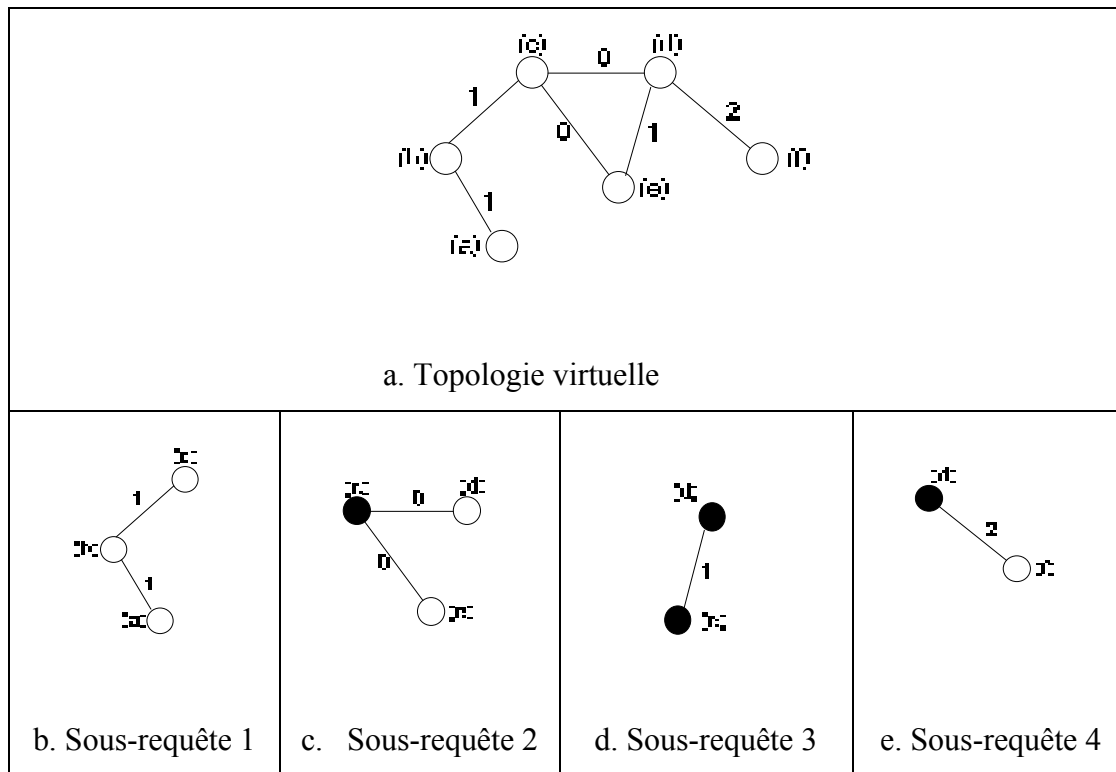 (c)
0
(d)
1
0
1
2
(b)
(f)
(e)
1
(a)
a. Topologie virtuelle
1
1
b. Sous-requête 1
0
0
c. Sous-requête 2
1
d. Sous-requête 3
2
e. Sous-requête 4